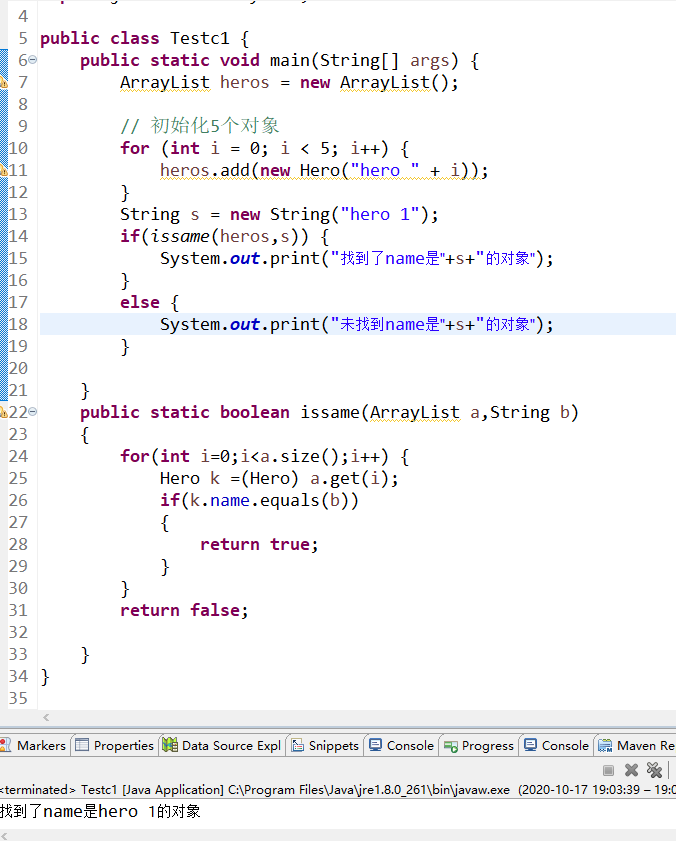 4
5 public class Testc1 {
6 public static void main(String[] args) {
7 ArrayList heros = new ArrayList();
8
9 // 初始化5个对象
10 for (int i = 0; i < 5; i++) {
11 heros.add(new Hero("hero " + i));
12 }
13 String s = new String("hero 1");
14 if(issame(heros,s)) {
15 System.out.print("找到了name是"+s+"的对象");
16 }
17 else {
18 System.out.print("未找到name是"+s+"的对象");
19 }
20
21 }
22 public static boolean issame(ArrayList a,String b)
23 {
24 for(int i=0;i<a.size();i++) {
25 Hero k =(Hero) a.get(i);
26 if(k.name.equals(b))
27 {
28 return true;
29 }
30 }
31 return false;
32
33 }
34 }
35
Markers Properties Data Source Expl Snippets Console Progress Console Maven Re
<terminated> Testc1 [Java Application] C:\Program Files\Java\jre1.8.0_261\bin\javaw.exe (2020-10-17 19:03:39 – 19:0
找到了name是hero 1的对象